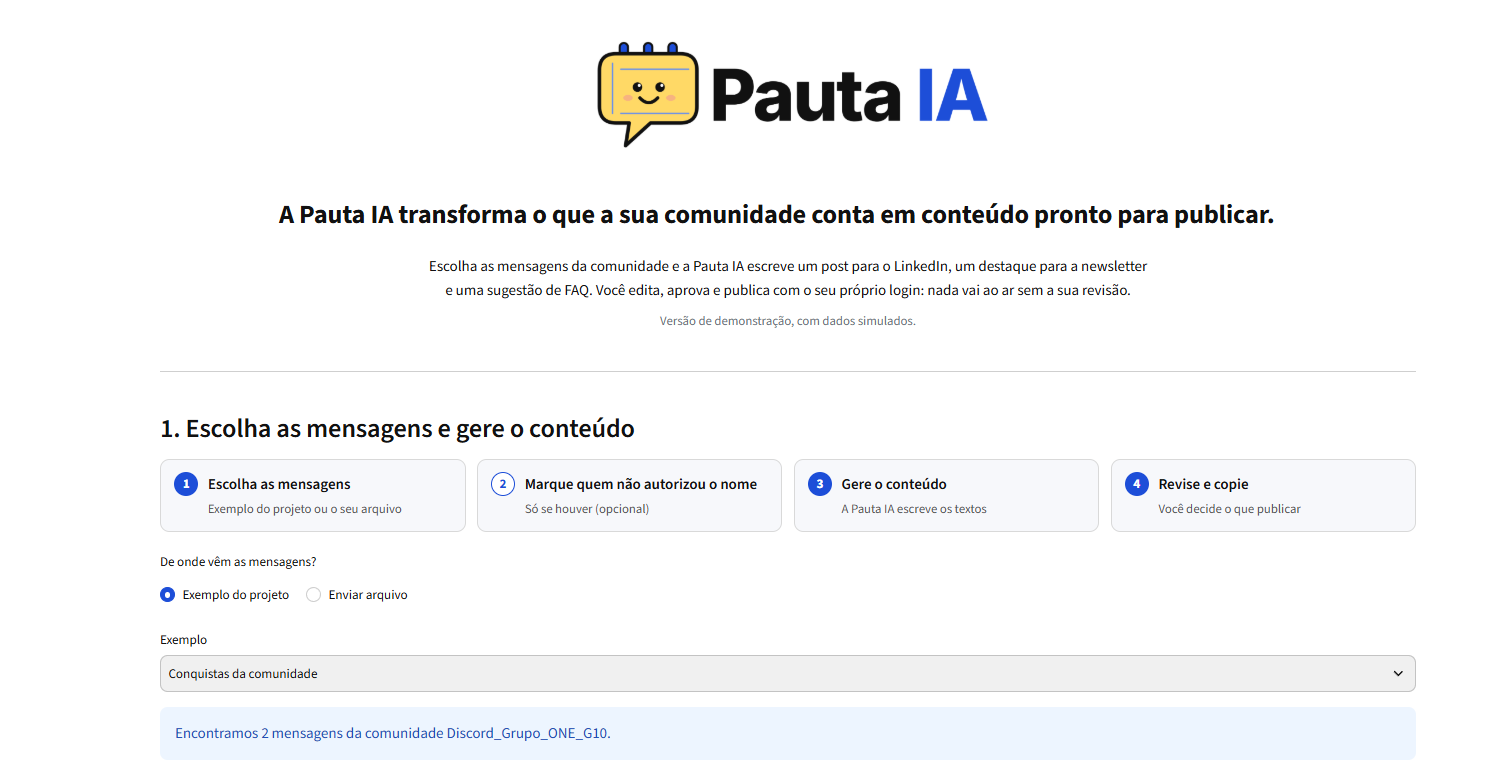 Pauta IA
A Pauta IA transforma o que a sua comunidade conta em conteúdo pronto para publicar.
Escolha as mensagens da comunidade e a Pauta IA escreve um post para o LinkedIn, um destaque para a newsletter
e uma sugestão de FAQ. Você edita, aprova e publica com o seu próprio login: nada vai ao ar sem a sua revisão.
Versão de demonstração, com dados simulados.
1. Escolha as mensagens e gere o conteúdo
1 Escolha as mensagens
Exemplo do projeto ou o seu arquivo
2 Marque quem não autorizou o nome
Só se houver (opcional)
3 Gere o conteúdo
A Pauta IA escreve os textos
4 Revise e copie
Você decide o que publicar
De onde vêm as mensagens?
Exemplo do projeto Enviar arquivo
Exemplo
Conquistas da comunidade
Encontramos 2 mensagens da comunidade Discord_Grupo_ONE_G10.